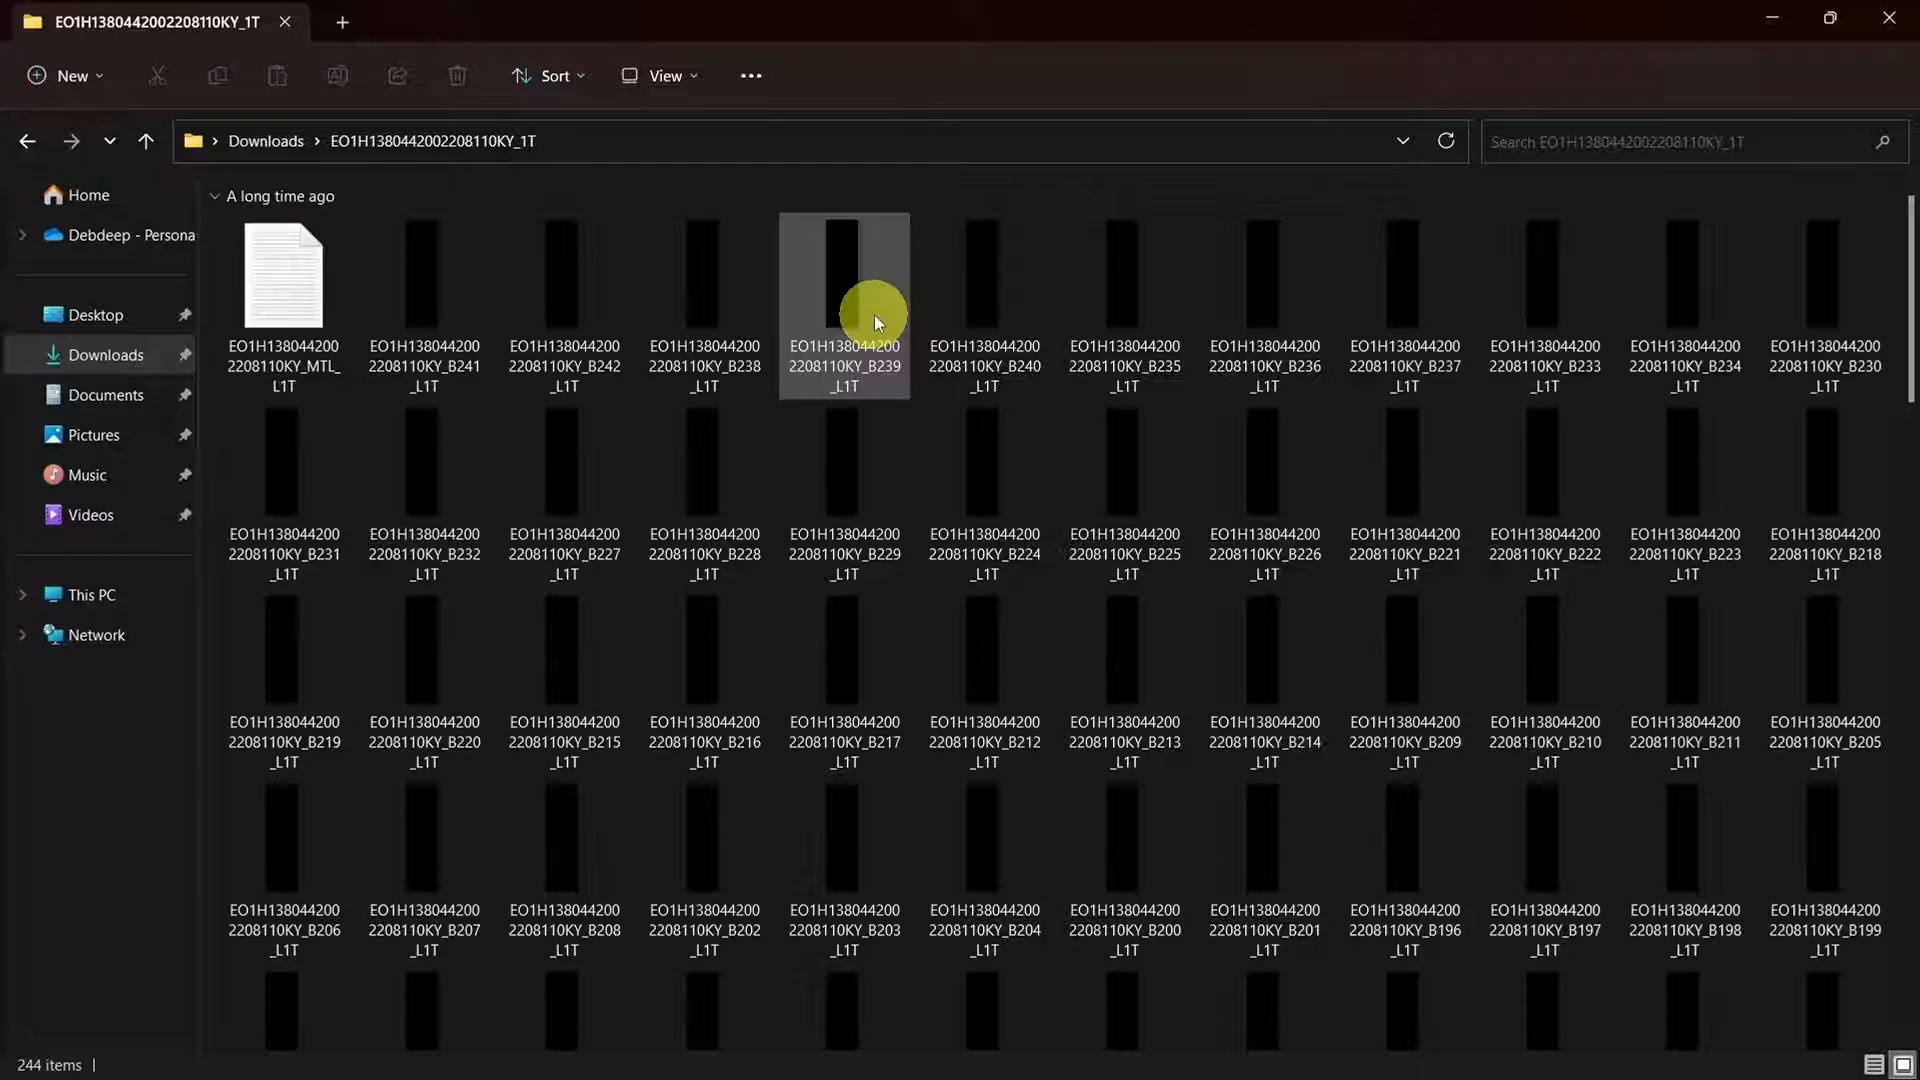 EO1H1380442002208110KY_1T
New
Sort
View
Downloads
EO1H1380442002208110KY_1T
Search EO1H1380442002208110KY_1T
Home
Debdeep - Persona
Desktop
Downloads
Documents
Pictures
Music
Videos
This PC
Network
A long time ago
EO1H138044200 EO1H138044200 EO1H138044200 EO1H138044200 EO1H138044200 EO1H138044200 EO1H138044200 EO1H138044200 EO1H138044200 EO1H138044200 EO1H138044200 EO1H138044200
2208110KY_MTL_ 2208110KY_B241 2208110KY_B242 2208110KY_B238 2208110KY_B239 2208110KY_B240 2208110KY_B235 2208110KY_B236 2208110KY_B237 2208110KY_B233 2208110KY_B234 2208110KY_B230
L1T _L1T _L1T _L1T _L1T _L1T _L1T _L1T _L1T _L1T _L1T _L1T
EO1H138044200 EO1H138044200 EO1H138044200 EO1H138044200 EO1H138044200 EO1H138044200 EO1H138044200 EO1H138044200 EO1H138044200 EO1H138044200 EO1H138044200 EO1H138044200
2208110KY_B231 2208110KY_B232 2208110KY_B227 2208110KY_B228 2208110KY_B229 2208110KY_B224 2208110KY_B225 2208110KY_B226 2208110KY_B221 2208110KY_B222 2208110KY_B223 2208110KY_B218
_L1T _L1T _L1T _L1T _L1T _L1T _L1T _L1T _L1T _L1T _L1T _L1T
EO1H138044200 EO1H138044200 EO1H138044200 EO1H138044200 EO1H138044200 EO1H138044200 EO1H138044200 EO1H138044200 EO1H138044200 EO1H138044200 EO1H138044200 EO1H138044200
2208110KY_B219 2208110KY_B220 2208110KY_B215 2208110KY_B216 2208110KY_B217 2208110KY_B212 2208110KY_B213 2208110KY_B214 2208110KY_B209 2208110KY_B210 2208110KY_B211 2208110KY_B205
_L1T _L1T _L1T _L1T _L1T _L1T _L1T _L1T _L1T _L1T _L1T _L1T
EO1H138044200 EO1H138044200 EO1H138044200 EO1H138044200 EO1H138044200 EO1H138044200 EO1H138044200 EO1H138044200 EO1H138044200 EO1H138044200 EO1H138044200 EO1H138044200
2208110KY_B206 2208110KY_B207 2208110KY_B208 2208110KY_B202 2208110KY_B203 2208110KY_B204 2208110KY_B200 2208110KY_B201 2208110KY_B196 2208110KY_B197 2208110KY_B198 2208110KY_B199
_L1T _L1T _L1T _L1T _L1T _L1T _L1T _L1T _L1T _L1T _L1T _L1T
244 items